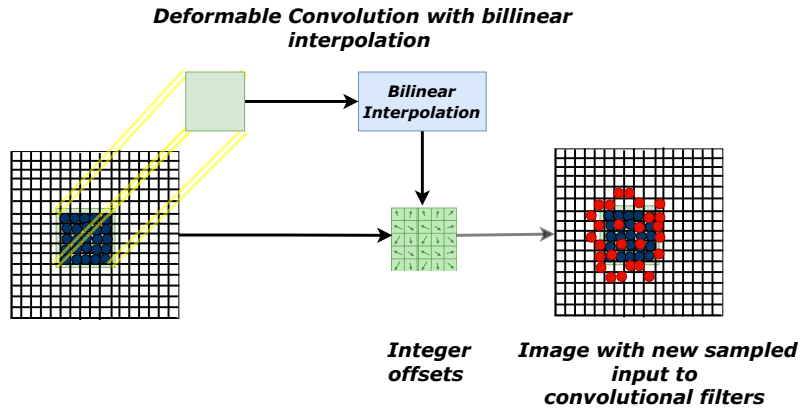 Deformable Convolution with billinear
interpolation
Bilinear
Interpolation
Integer
offsets
Image with new sampled
input to
convolutional filters